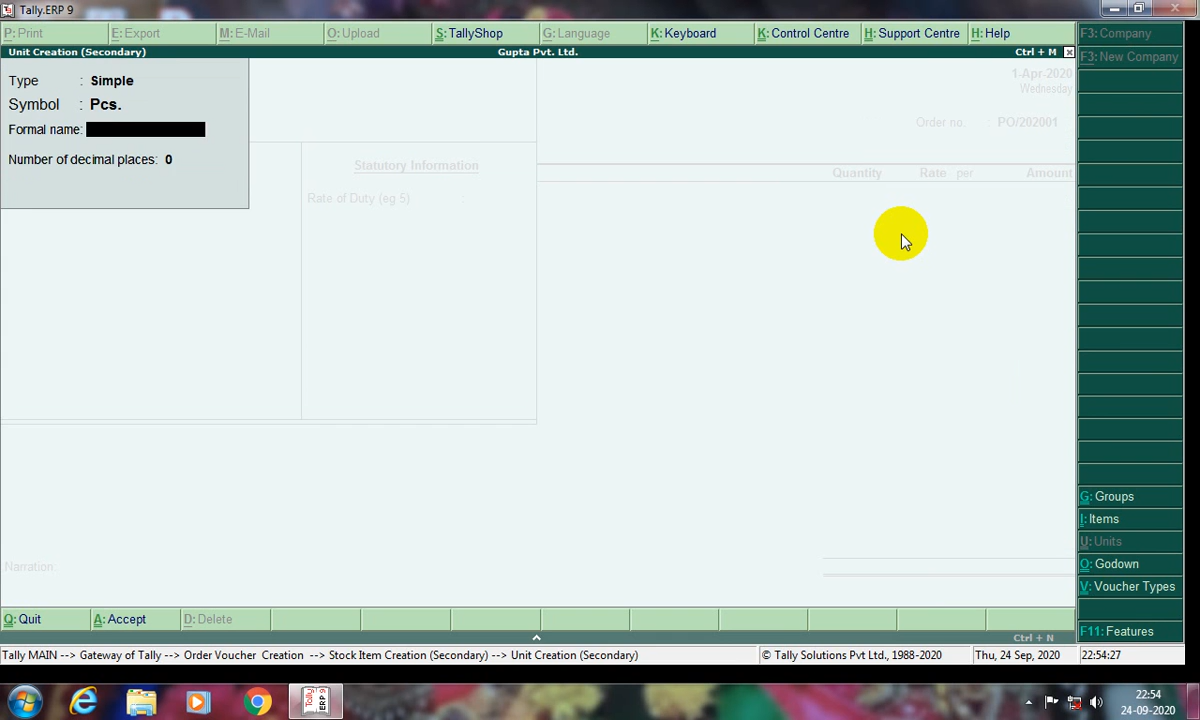 Tally.ERP 9
P: Print E: Export M: E-Mail O: Upload S: TallyShop G: Language K: Keyboard K: Control Centre H: Support Centre H: Help F3: Company
Unit Creation (Secondary) Gupta Pvt. Ltd. Ctrl + M F3: New Company
Type : Simple 1-Apr-2020
Wednesday
Symbol : Pcs.
Order no. : PO/202001
Formal name:
Number of decimal places: 0
Statutory Information
Quantity Rate per Amount
Rate of Duty (eg 5) :
G: Groups
I: Items
U: Units
O: Godown
Narration:
V: Voucher Types
Q: Quit A: Accept D: Delete
F11: Features
Ctrl + N
Tally MAIN --> Gateway of Tally --> Order Voucher Creation --> Stock Item Creation (Secondary) --> Unit Creation (Secondary) © Tally Solutions Pvt Ltd., 1988-2020 Thu, 24 Sep, 2020 22:54:27
Tally ERP 9
22:54
24-09-2020